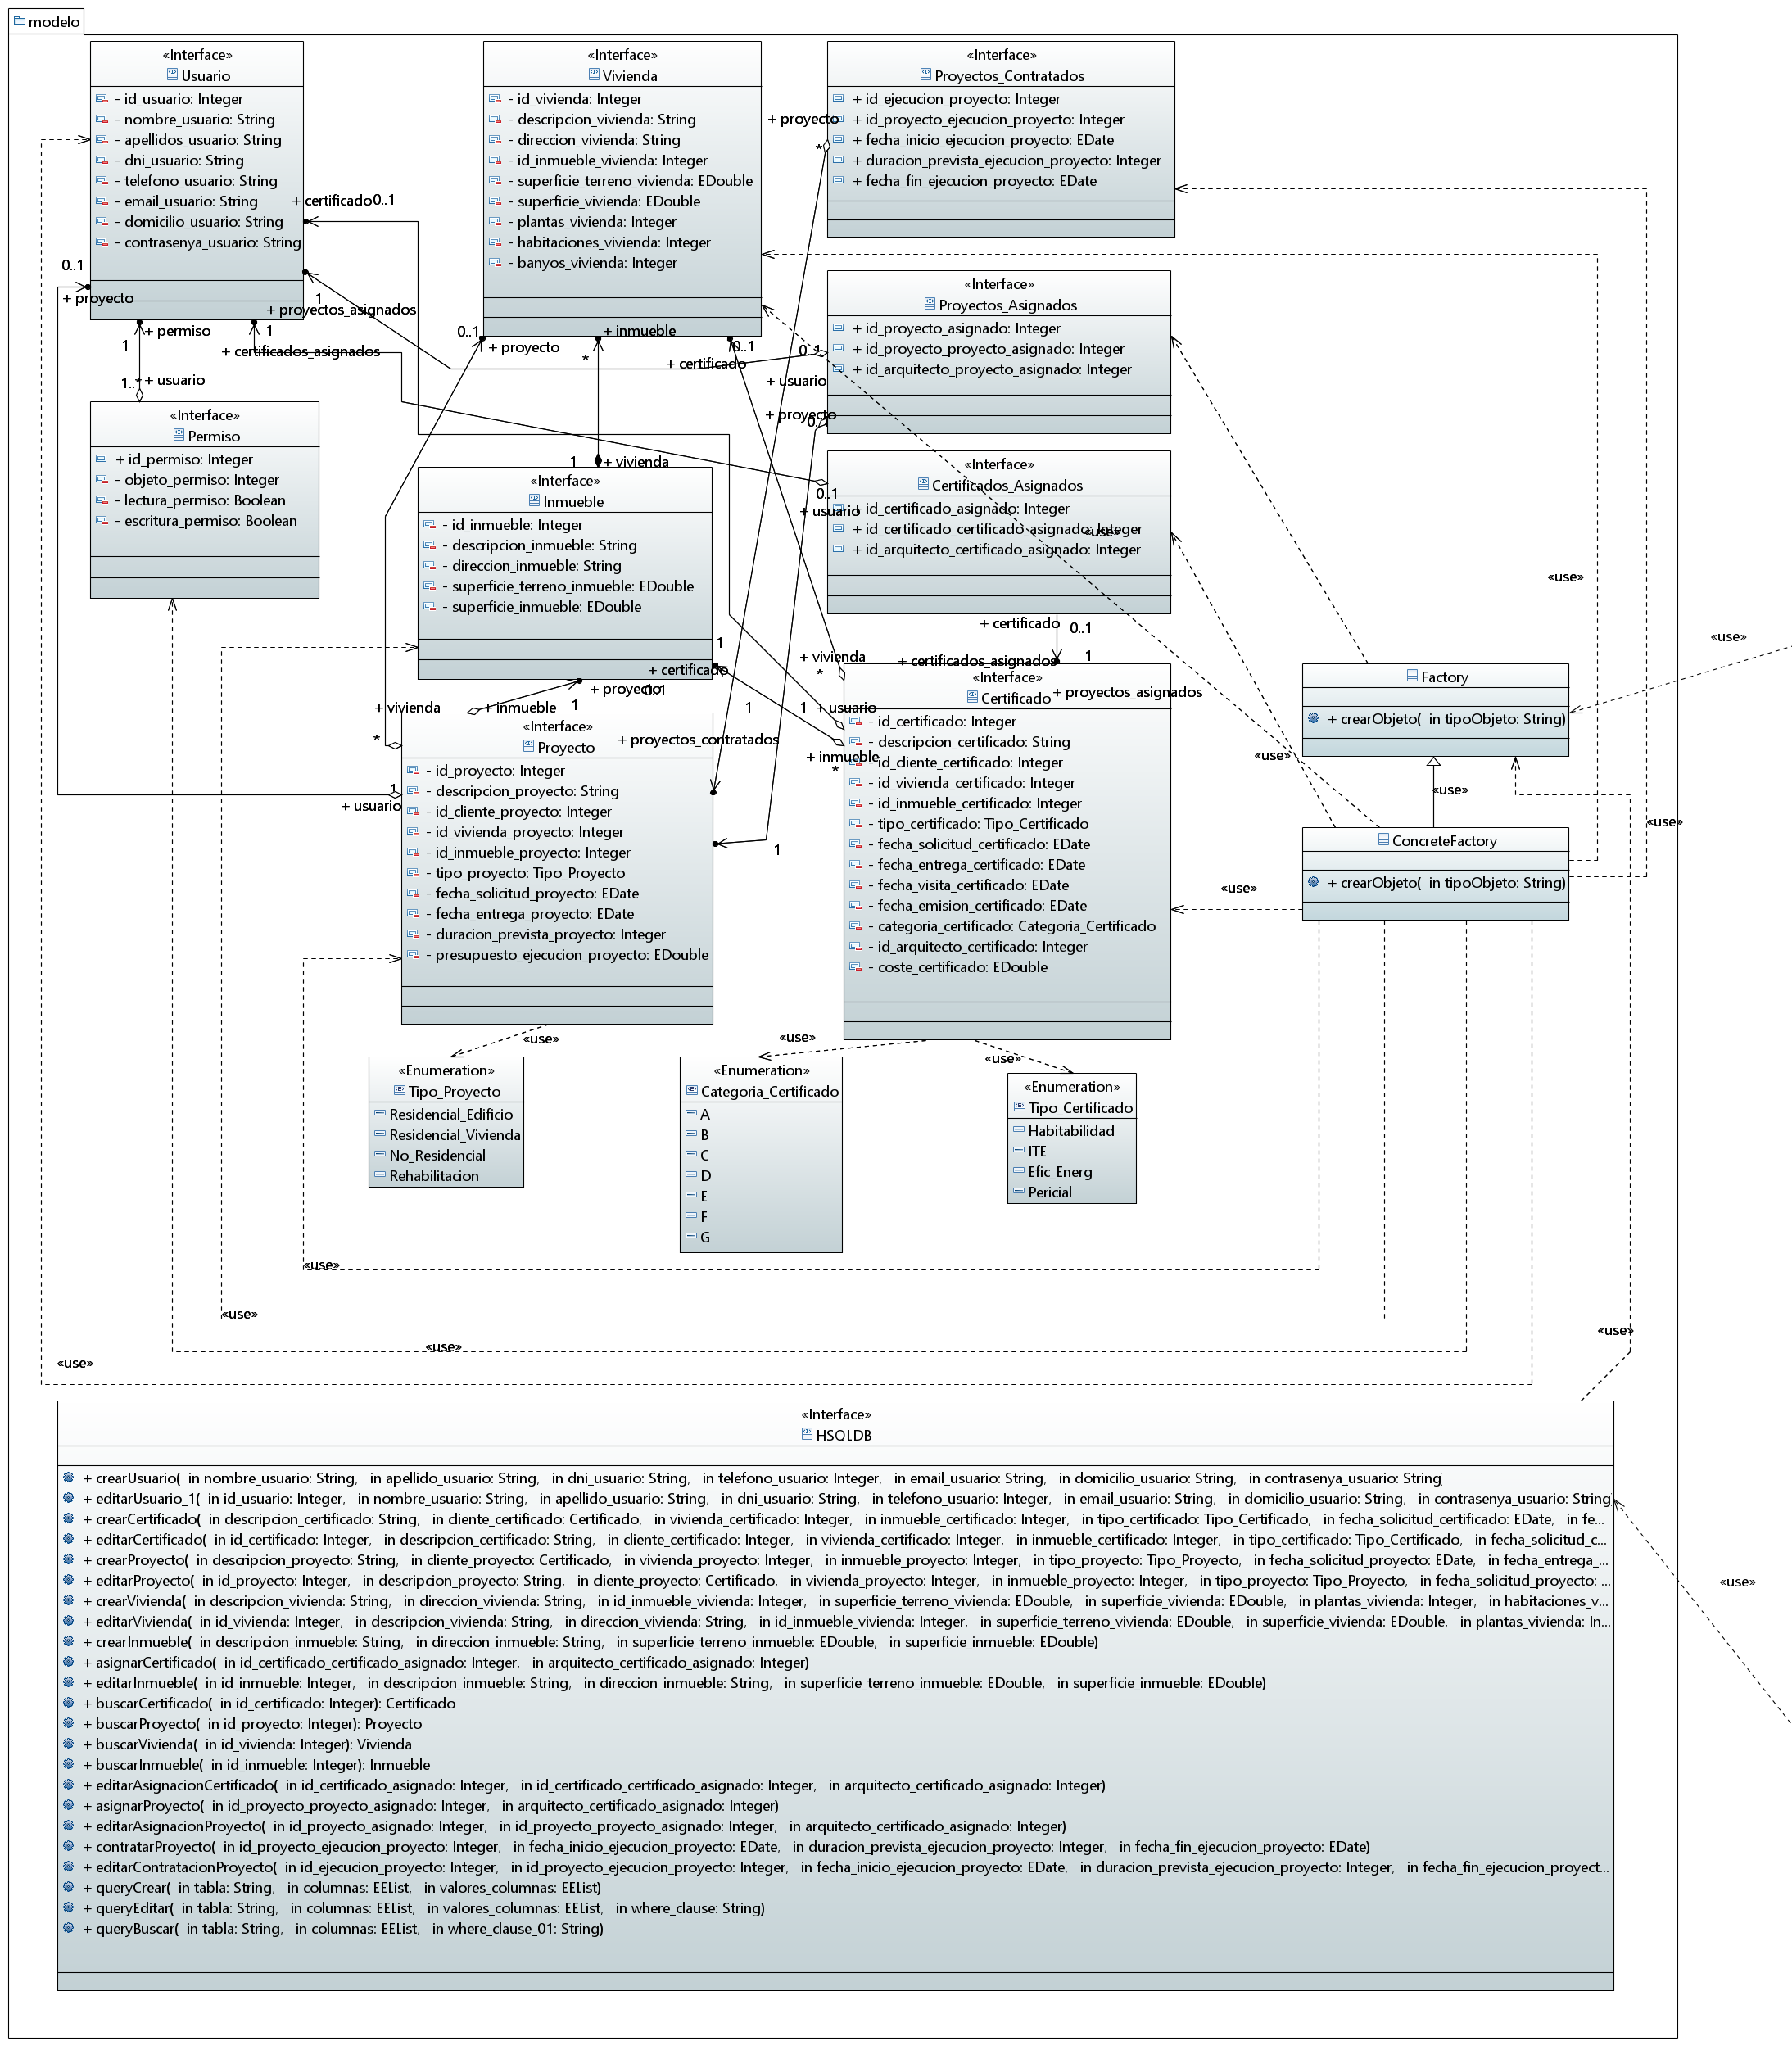 modelo
«Interface»
Usuario
- id_usuario: Integer
- nombre_usuario: String
- apellidos_usuario: String
- dni_usuario: String
- telefono_usuario: String
- email_usuario: String
- domicilio_usuario: String
- contrasenya_usuario: String
«Interface»
Vivienda
- id_vivienda: Integer
- descripcion_vivienda: String
- direccion_vivienda: String
- id_inmueble_vivienda: Integer
- superficie_terreno_vivienda: EDouble
- superficie_vivienda: EDouble
- plantas_vivienda: Integer
- habitaciones_vivienda: Integer
- banyos_vivienda: Integer
«Interface»
Proyectos_Contratados
+ id_ejecucion_proyecto: Integer
+ id_proyecto_ejecucion_proyecto: Integer
+ fecha_inicio_ejecucion_proyecto: EDate
+ duracion_prevista_ejecucion_proyecto: Integer
+ fecha_fin_ejecucion_proyecto: EDate
+ proyecto
*
+ certificado
0..1
0..1
+ proyecto
1
+ proyectos_asignados
+ permiso
1
1
+ certificados_asignados
1..*
+ usuario
0..1
+ proyecto
+ inmueble
*
0..1
+ certificado
0..1
+ usuario
+ proyecto
0..1
«Interface»
Proyectos_Asignados
+ id_proyecto_asignado: Integer
+ id_proyecto_proyecto_asignado: Integer
+ id_arquitecto_proyecto_asignado: Integer
«Interface»
Permiso
+ id_permiso: Integer
- objeto_permiso: Integer
- lectura_permiso: Boolean
- escritura_permiso: Boolean
1
+ vivienda
«Interface»
Inmueble
- id_inmueble: Integer
- descripcion_inmueble: String
- direccion_inmueble: String
- superficie_terreno_inmueble: EDouble
- superficie_inmueble: EDouble
«Interface»
Certificados_Asignados
+ id_certificado_asignado: Integer
+ id_certificado_certificado_asignado: Integer
+ id_arquitecto_certificado_asignado: Integer
0..1
+ usuario
«use»
«use»
«use»
+ certificado
0..1
+ certificados_asignados
1
+ vivienda
*
1
+ certificado
0..1
+ proyecto
1
+ vivienda
*
+ inmueble
1
+ usuario
1
+ proyectos_asignados
1
+ proyectos_contratados
+ inmueble
*
1
+ usuario
1
«Interface»
Proyecto
- id_proyecto: Integer
- descripcion_proyecto: String
- id_cliente_proyecto: Integer
- id_vivienda_proyecto: Integer
- id_inmueble_proyecto: Integer
- tipo_proyecto: Tipo_Proyecto
- fecha_solicitud_proyecto: EDate
- fecha_entrega_proyecto: EDate
- duracion_prevista_proyecto: Integer
- presupuesto_ejecucion_proyecto: EDouble
«Interface»
Certificado
- id_certificado: Integer
- descripcion_certificado: String
- id_cliente_certificado: Integer
- id_vivienda_certificado: Integer
- id_inmueble_certificado: Integer
- tipo_certificado: Tipo_Certificado
- fecha_solicitud_certificado: EDate
- fecha_entrega_certificado: EDate
- fecha_visita_certificado: EDate
- fecha_emision_certificado: EDate
- categoria_certificado: Categoria_Certificado
- id_arquitecto_certificado: Integer
- coste_certificado: EDouble
Factory
+ crearObjeto( in tipoObjeto: String)
«use»
«use»
«use»
ConcreteFactory
+ crearObjeto( in tipoObjeto: String)
«use»
«use»
«use»
«use»
«Enumeration»
Tipo_Proyecto
Residencial_Edificio
Residencial_Vivienda
No_Residencial
Rehabilitacion
«Enumeration»
Categoria_Certificado
A
B
C
D
E
F
G
«Enumeration»
Tipo_Certificado
Habitabilidad
ITE
Efic_Energ
Pericial
«use»
«use»
«use»
«use»
«use»
«Interface»
HSQLDB
+ crearUsuario( in nombre_usuario: String, in apellido_usuario: String, in dni_usuario: String, in telefono_usuario: Integer, in email_usuario: String, in domicilio_usuario: String, in contrasenya_usuario: String
+ editarUsuario_1( in id_usuario: Integer, in nombre_usuario: String, in apellido_usuario: String, in dni_usuario: String, in telefono_usuario: Integer, in email_usuario: String, in domicilio_usuario: String, in contrasenya_usuario: String
+ crearCertificado( in descripcion_certificado: String, in cliente_certificado: Certificado, in vivienda_certificado: Integer, in inmueble_certificado: Integer, in tipo_certificado: Tipo_Certificado, in fecha_solicitud_certificado: EDate, in fe...
+ editarCertificado( in id_certificado: Integer, in descripcion_certificado: String, in cliente_certificado: Integer, in vivienda_certificado: Integer, in inmueble_certificado: Integer, in tipo_certificado: Tipo_Certificado, in fecha_solicitud_c...
+ crearProyecto( in descripcion_proyecto: String, in cliente_proyecto: Certificado, in vivienda_proyecto: Integer, in inmueble_proyecto: Integer, in tipo_proyecto: Tipo_Proyecto, in fecha_solicitud_proyecto: EDate, in fecha_entrega_...
+ editarProyecto( in id_proyecto: Integer, in descripcion_proyecto: String, in cliente_proyecto: Certificado, in vivienda_proyecto: Integer, in inmueble_proyecto: Integer, in tipo_proyecto: Tipo_Proyecto, in fecha_solicitud_proyecto: ...
+ crearVivienda( in descripcion_vivienda: String, in direccion_vivienda: String, in id_inmueble_vivienda: Integer, in superficie_terreno_vivienda: EDouble, in superficie_vivienda: EDouble, in plantas_vivienda: Integer, in habitaciones_v...
+ editarVivienda( in id_vivienda: Integer, in descripcion_vivienda: String, in direccion_vivienda: String, in id_inmueble_vivienda: Integer, in superficie_terreno_vivienda: EDouble, in superficie_vivienda: EDouble, in plantas_vivienda: In...
+ crearInmueble( in descripcion_inmueble: String, in direccion_inmueble: String, in superficie_terreno_inmueble: EDouble, in superficie_inmueble: EDouble)
+ asignarCertificado( in id_certificado_certificado_asignado: Integer, in arquitecto_certificado_asignado: Integer)
+ editarInmueble( in id_inmueble: Integer, in descripcion_inmueble: String, in direccion_inmueble: String, in superficie_terreno_inmueble: EDouble, in superficie_inmueble: EDouble)
+ buscarCertificado( in id_certificado: Integer): Certificado
+ buscarProyecto( in id_proyecto: Integer): Proyecto
+ buscarVivienda( in id_vivienda: Integer): Vivienda
+ buscarInmueble( in id_inmueble: Integer): Inmueble
+ editarAsignacionCertificado( in id_certificado_asignado: Integer, in id_certificado_certificado_asignado: Integer, in arquitecto_certificado_asignado: Integer)
+ asignarProyecto( in id_proyecto_proyecto_asignado: Integer, in arquitecto_certificado_asignado: Integer)
+ editarAsignacionProyecto( in id_proyecto_asignado: Integer, in id_proyecto_proyecto_asignado: Integer, in arquitecto_certificado_asignado: Integer)
+ contratarProyecto( in id_proyecto_ejecucion_proyecto: Integer, in fecha_inicio_ejecucion_proyecto: EDate, in duracion_prevista_ejecucion_proyecto: Integer, in fecha_fin_ejecucion_proyecto: EDate)
+ editarContratacionProyecto( in id_ejecucion_proyecto: Integer, in id_proyecto_ejecucion_proyecto: Integer, in fecha_inicio_ejecucion_proyecto: EDate, in duracion_prevista_ejecucion_proyecto: Integer, in fecha_fin_ejecucion_proyect...
+ queryCrear( in tabla: String, in columnas: EEList, in valores_columnas: EEList)
+ queryEditar( in tabla: String, in columnas: EEList, in valores_columnas: EEList, in where_clause: String)
+ queryBuscar( in tabla: String, in columnas: EEList, in where_clause_01: String)
«use»
«use»